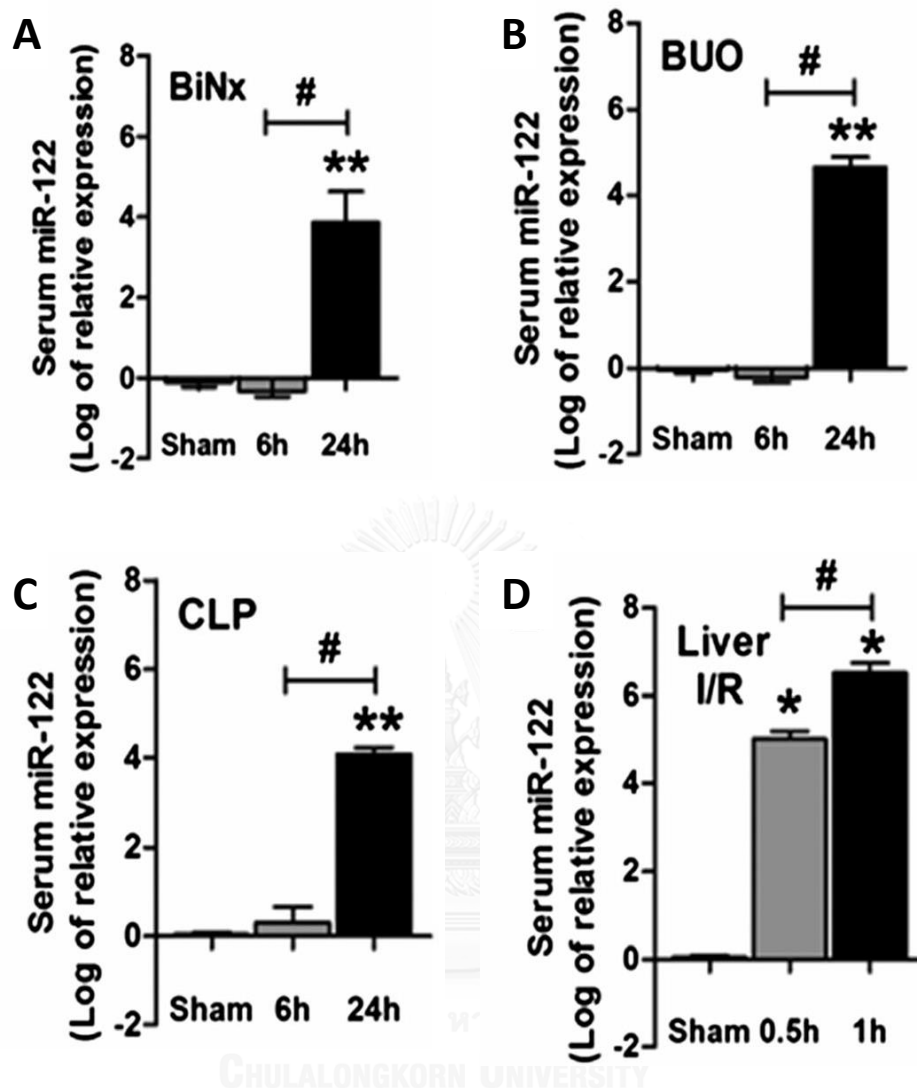 A
BiNx
#
**
Serum miR-122
(Log of relative expression)
8
6
4
2
0
-2
Sham 6h 24h
B
BUO
#
**
Serum miR-122
(Log of relative expression)
8
6
4
2
0
-2
Sham 6h 24h
C
CLP
#
**
Serum miR-122
(Log of relative expression)
8
6
4
2
0
-2
Sham 6h 24h
D
Liver
I/R
#
*
*
Serum miR-122
(Log of relative expression)
8
6
4
2
0
-2
Sham 0.5h 1h
CHULALONGKORN UNIVERSITY